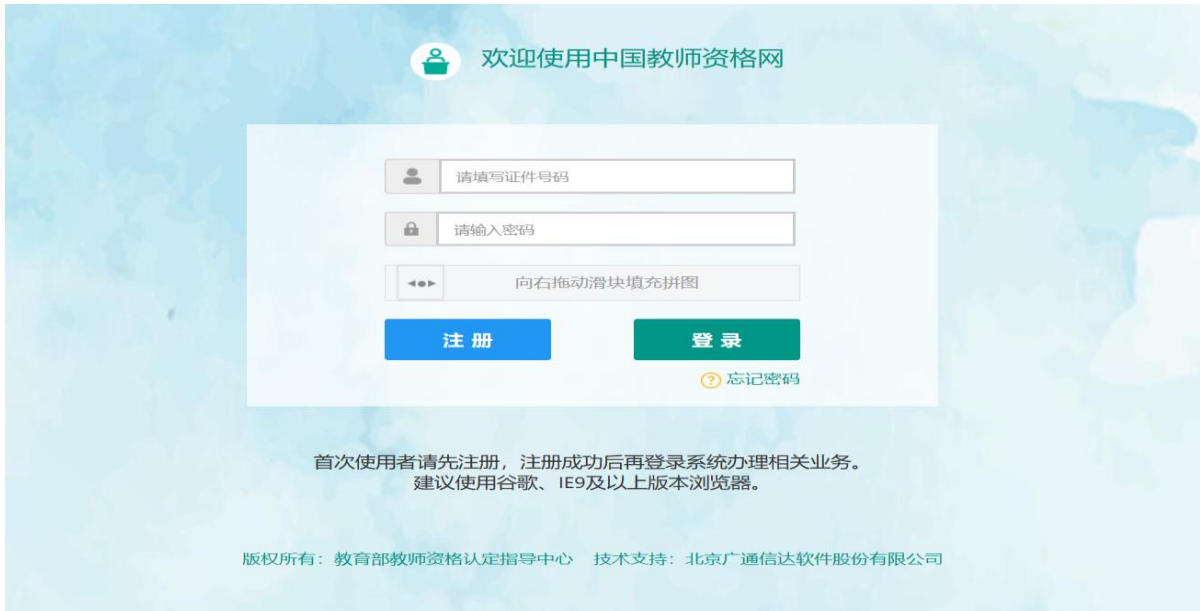 欢迎使用中国教师资格网
请填写证件号码
请输入密码
向右拖动滑块填充拼图
注 册 登 录
? 忘记密码
首次使用者请先注册，注册成功后再登录系统办理相关业务。
建议使用谷歌、IE9及以上版本浏览器。
版权所有：教育部教师资格认定指导中心 技术支持：北京广通信达软件股份有限公司